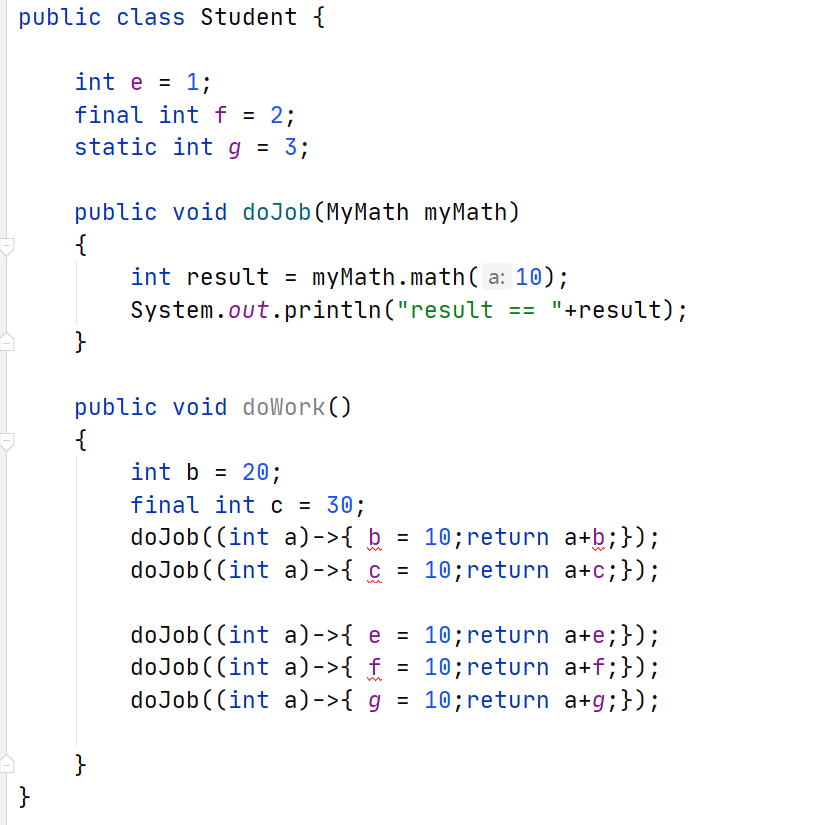 public class Student {
int e = 1;
final int f = 2;
static int g = 3;
public void doJob(MyMath myMath)
{
int result = myMath.math( a: 10);
System.out.println("result == "+result);
}
public void doWork()
{
int b = 20;
final int c = 30;
doJob((int a)->{ b = 10;return a+b;});
doJob((int a)->{ c = 10;return a+c;});
doJob((int a)->{ e = 10;return a+e;});
doJob((int a)->{ f = 10;return a+f;});
doJob((int a)->{ g = 10;return a+g;});
}
}